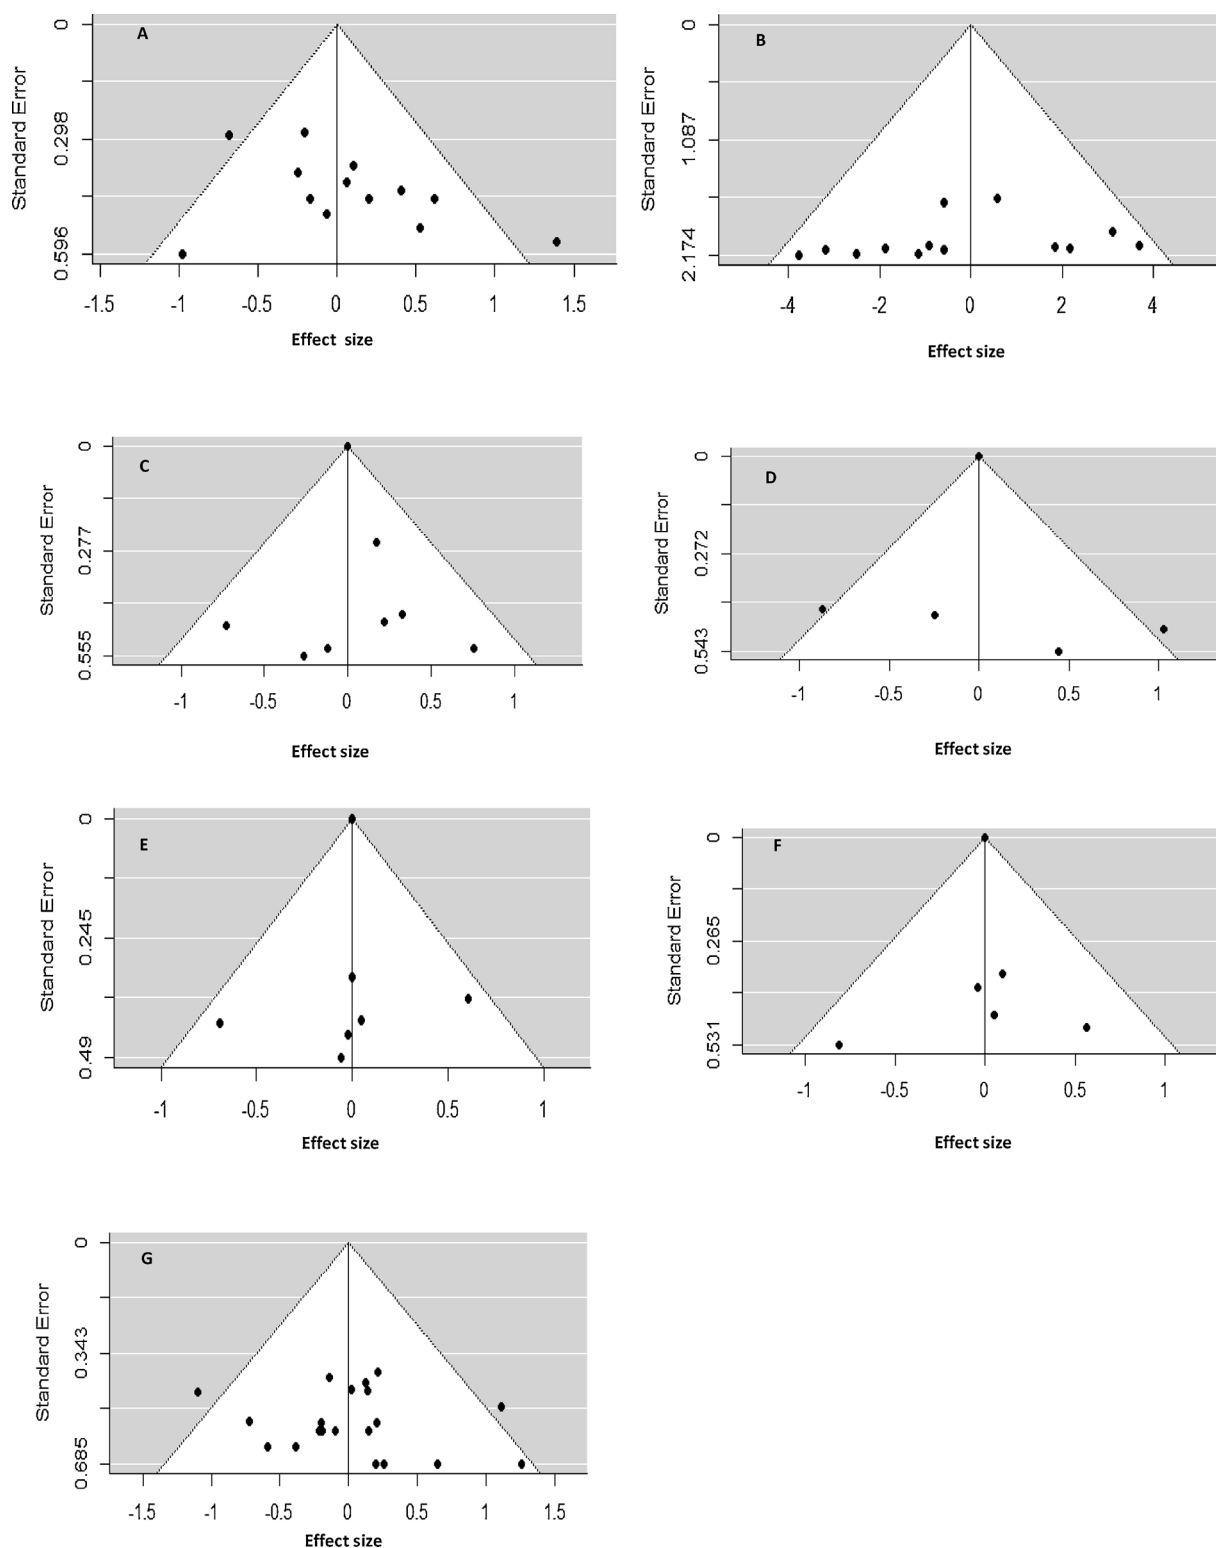 A
Standard Error
0
0.298
0.596
-1.5 -1 -0.5 0 0.5 1 1.5
Effect size
B
Standard Error
0
1.087
2.174
-4 -2 0 2 4
Effect size
C
Standard Error
0
0.277
0.555
-1 -0.5 0 0.5 1
Effect size
D
Standard Error
0
0.272
0.543
-1 -0.5 0 0.5 1
Effect size
E
Standard Error
0
0.245
0.49
-1 -0.5 0 0.5 1
Effect size
F
Standard Error
0
0.265
0.531
-1 -0.5 0 0.5 1
Effect size
G
Standard Error
0
0.343
0.685
-1.5 -1 -0.5 0 0.5 1 1.5
Effect size